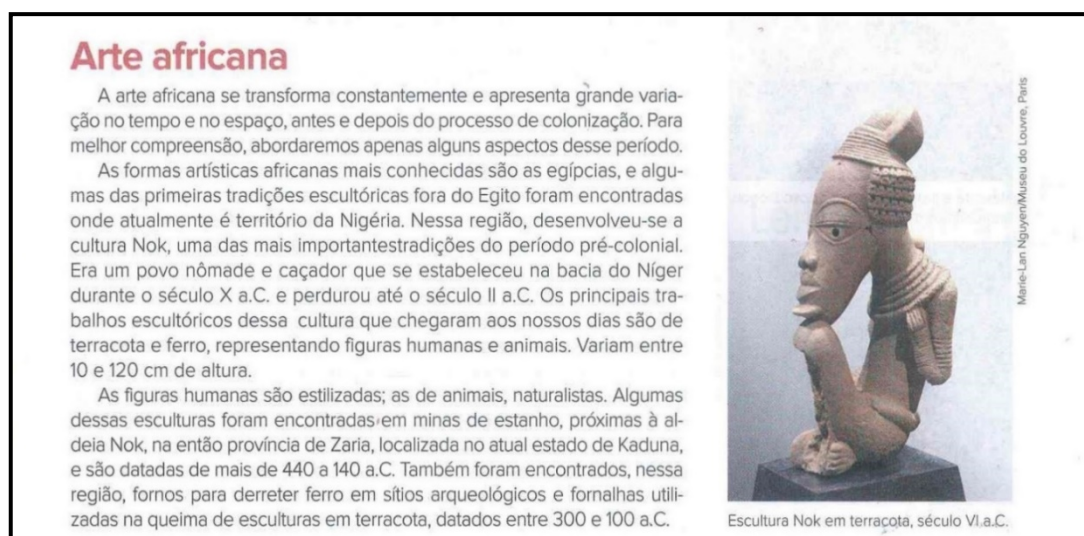 Arte africana
A arte africana se transforma constantemente e apresenta grande varia-
ção no tempo e no espaço, antes e depois do processo de colonização. Para
melhor compreensão, abordaremos apenas alguns aspectos desse período.
As formas artísticas africanas mais conhecidas são as egípcias, e algu-
mas das primeiras tradições escultóricas fora do Egito foram encontradas
onde atualmente é território da Nigéria. Nessa região, desenvolveu-se a
cultura Nok, uma das mais importantestradições do período pré-colonial.
Era um povo nômade e caçador que se estabeleceu na bacia do Níger
durante o século X a.C. e perdurou até o século II a.C. Os principais tra-
balhos escultóricos dessa cultura que chegaram aos nossos dias são de
terracota e ferro, representando figuras humanas e animais. Variam entre
10 e 120 cm de altura.
As figuras humanas são estilizadas; as de animais, naturalistas. Algumas
dessas esculturas foram encontradas em minas de estanho, próximas à al-
deia Nok, na então província de Zaria, localizada no atual estado de Kaduna,
e são datadas de mais de 440 a 140 a.C. Também foram encontrados, nessa
região, fornos para derreter ferro em sítios arqueológicos e fornalhas utili-
zadas na queima de esculturas em terracota, datados entre 300 e 100 a.C.
Marie-Lan Nguyen/Museu do Louvre, Paris
Escultura Nok em terracota, século VI a.C.